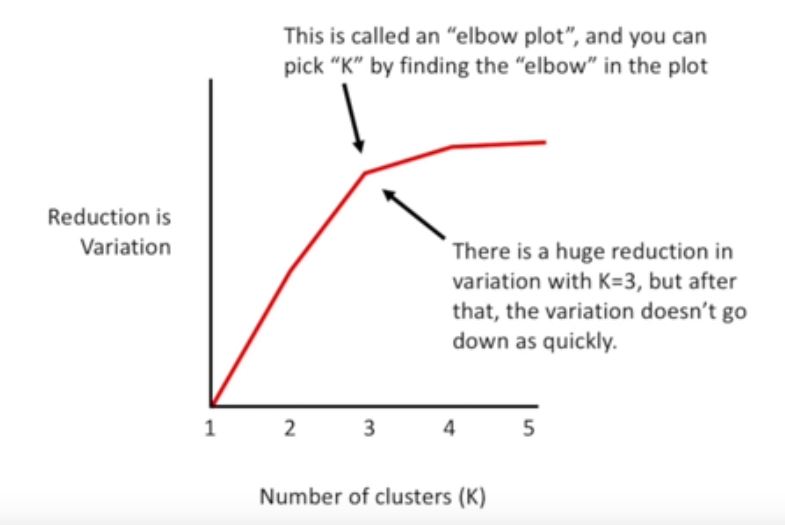 This is called an “elbow plot”, and you can
pick “K” by finding the “elbow” in the plot
Reduction is
Variation
There is a huge reduction in
variation with K=3, but after
that, the variation doesn’t go
down as quickly.
1 2 3 4 5
Number of clusters (K)